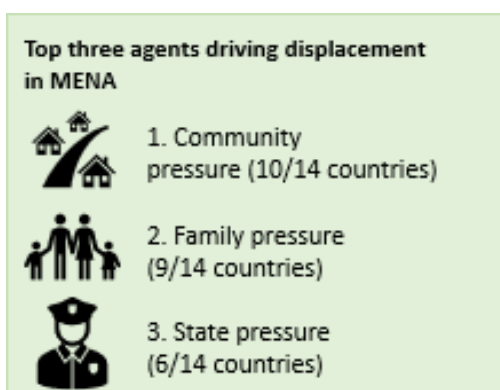 Top three agents driving displacement
in MENA
1. Community
pressure (10/14 countries)
2. Family pressure
(9/14 countries)
3. State pressure
(6/14 countries)